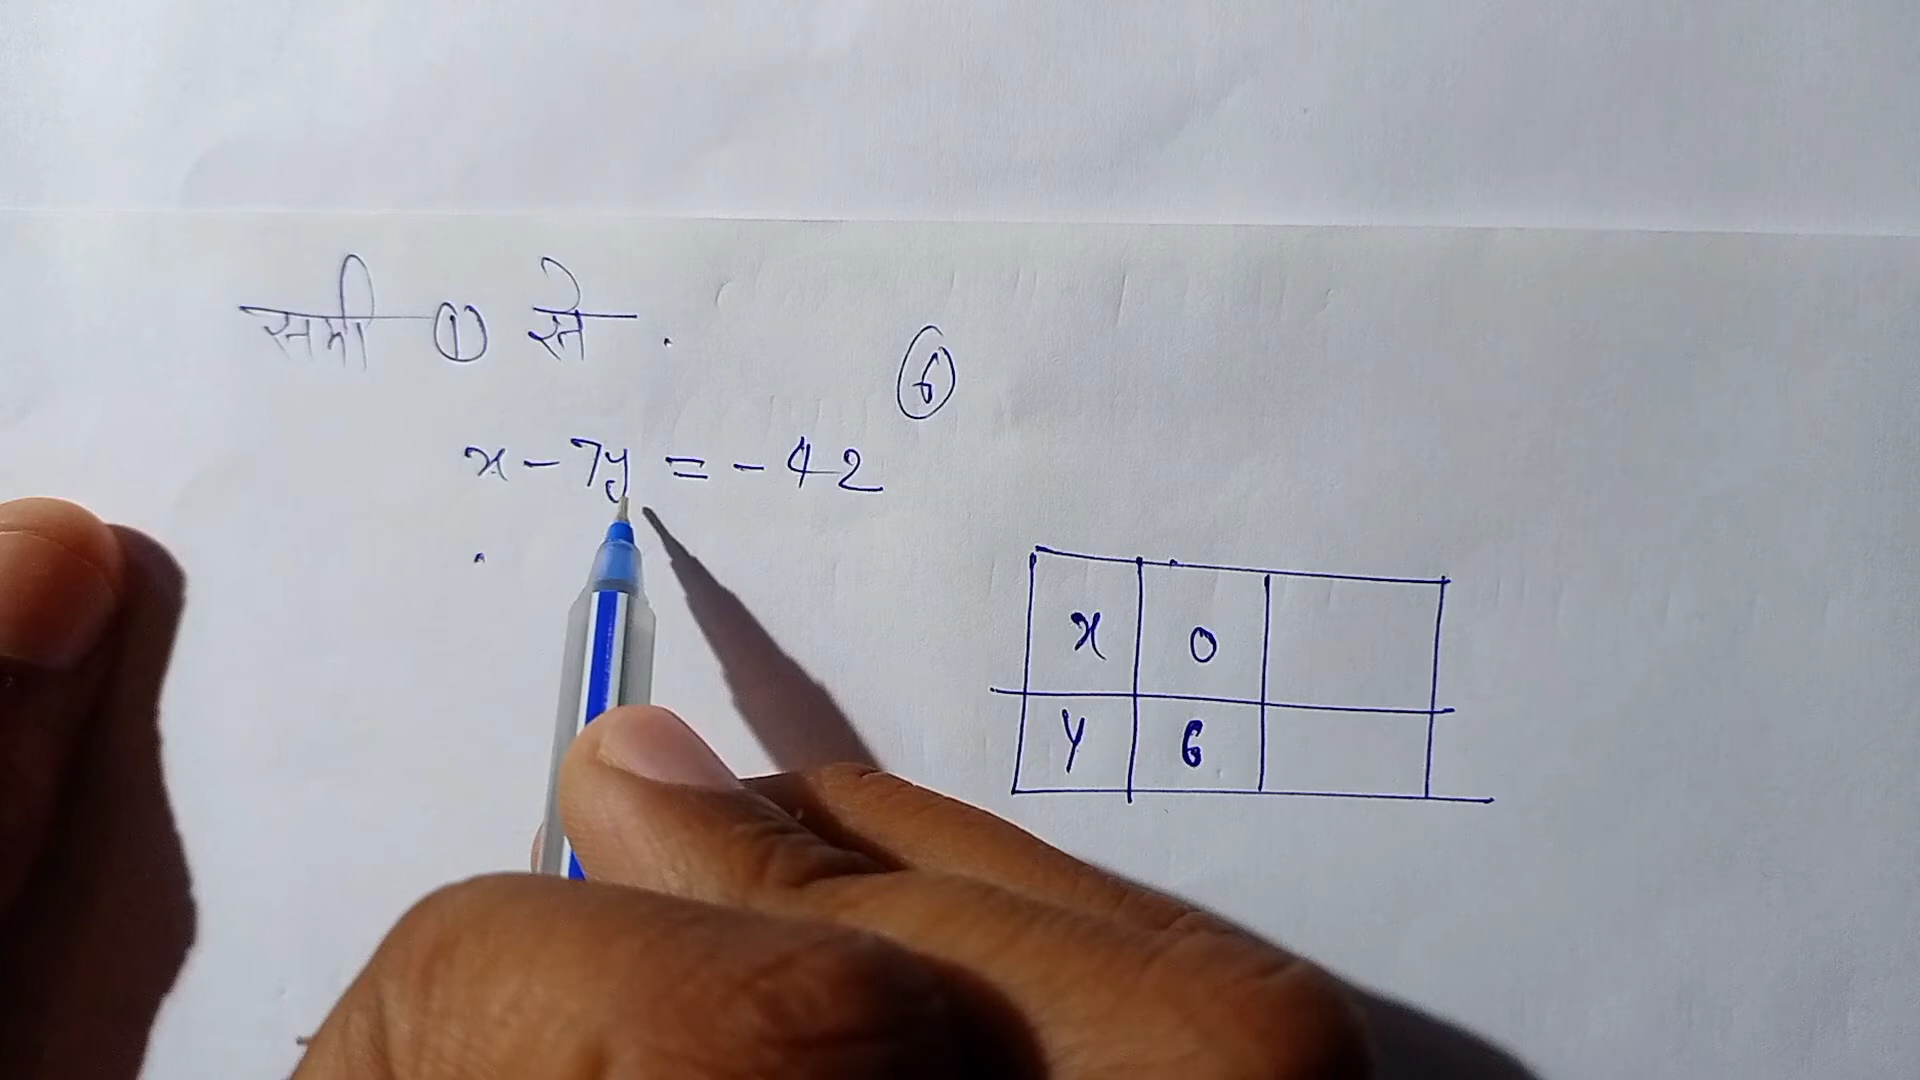 समी ① से .
⑥
x - 7y = - 42
x 0
y 6